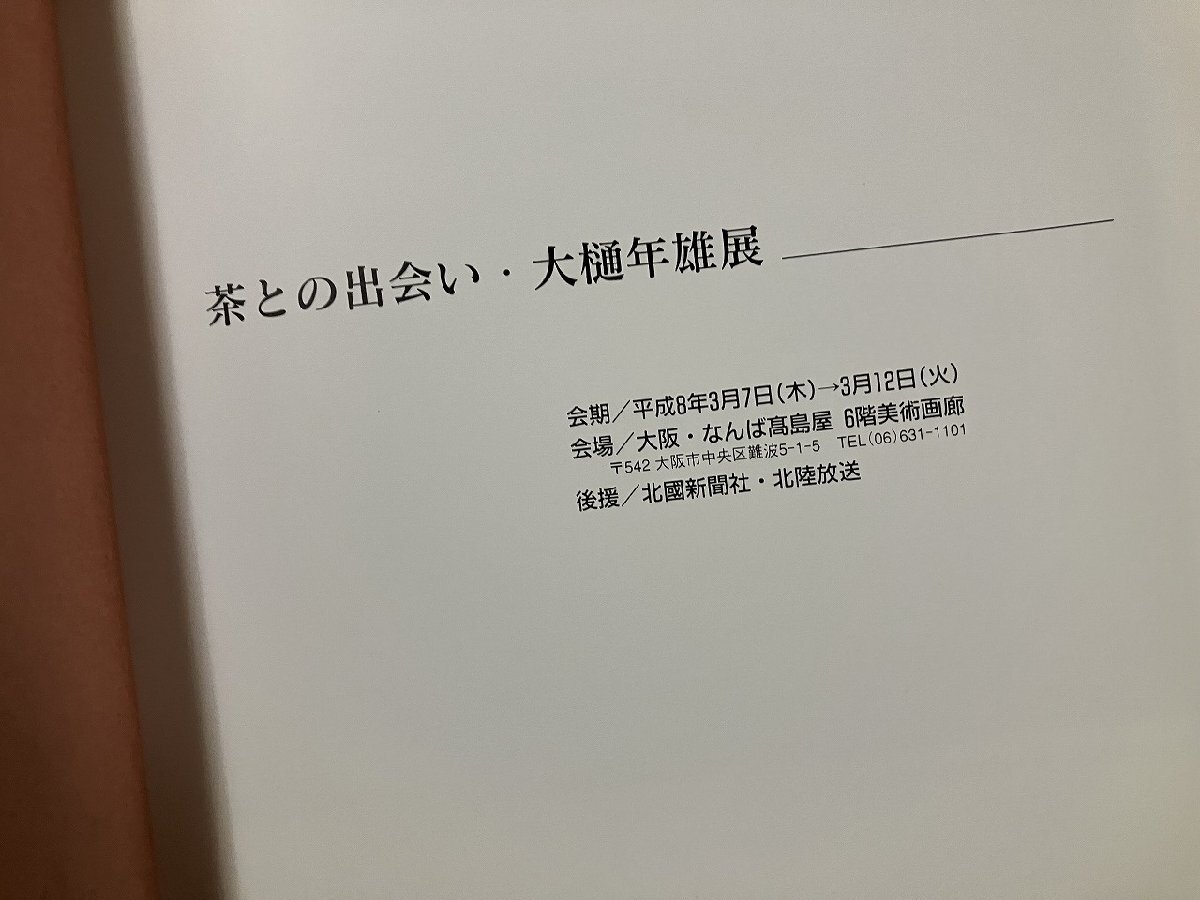 茶との出会い・大樋年雄展
会期／平成8年3月7日(木)→3月12日(火)
会場／大阪・なんば髙島屋 6階美術画廊
〒542 大阪市中央区難波5-1-5 TEL(06)631-1101
後援／北國新聞社・北陸放送